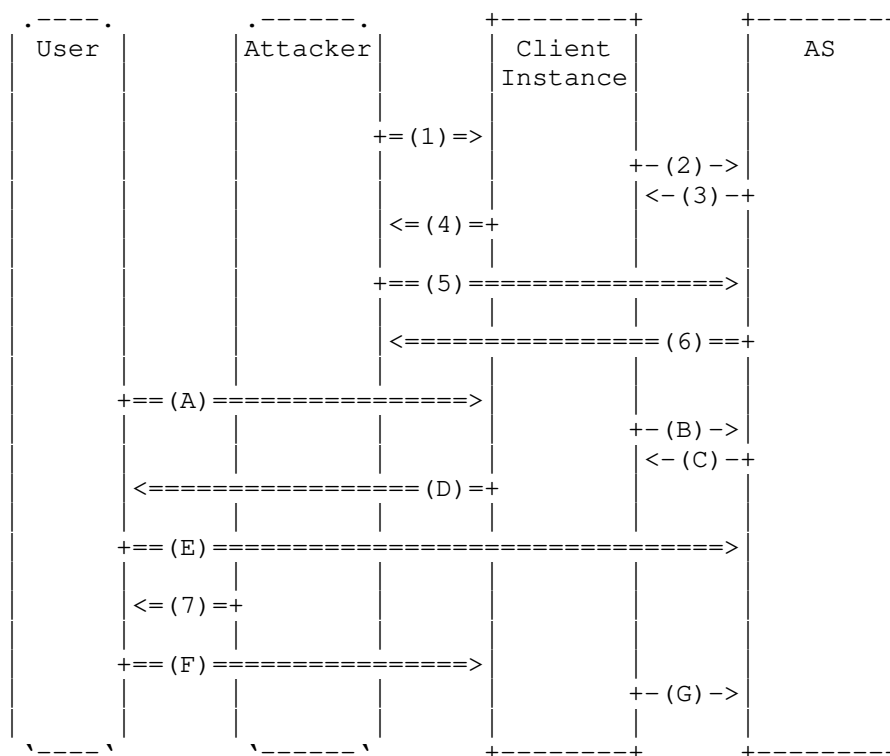 User Attacker Client AS
Instance
(1)
(2)
(3)
(4)
(5)
(6)
(A)
(B)
(C)
(D)
(E)
(7)
(F)
(G)